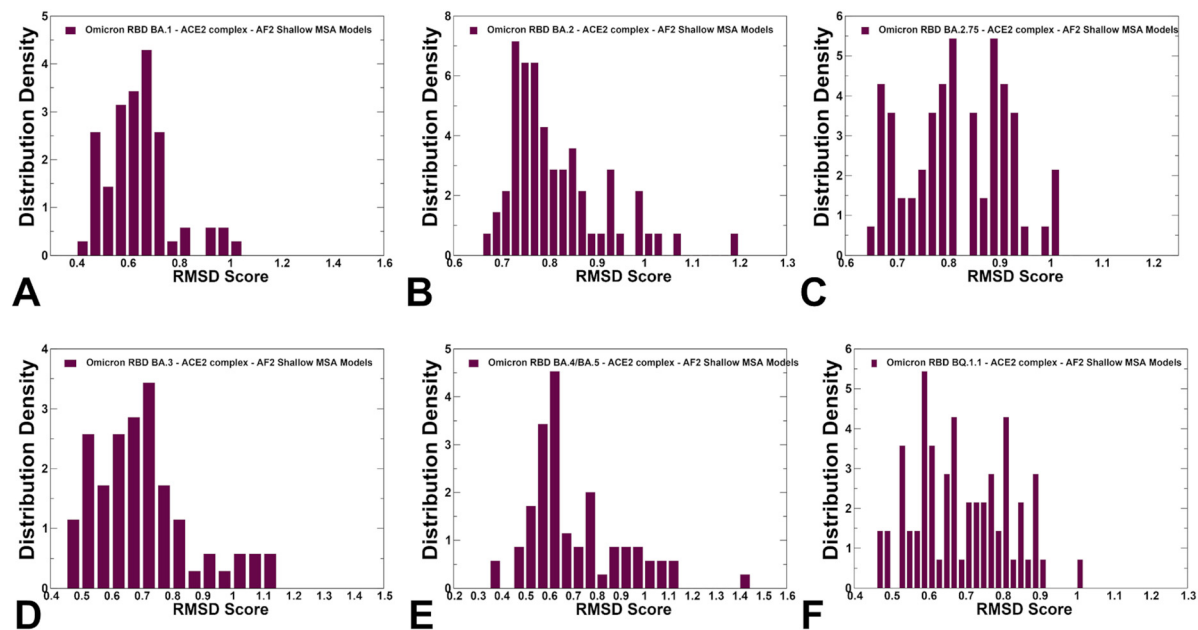 Omicron RBD BA.1 - ACE2 complex - AF2 Shallow MSA Models
Distribution Density
5
4
3
2
1
0
0.4 0.6 0.8 1 1.2 1.4 1.6
RMSD Score
A
Omicron RBD BA.2 - ACE2 complex - AF2 Shallow MSA Models
Distribution Density
8
6
4
2
0
0.6 0.7 0.8 0.9 1 1.1 1.2 1.3
RMSD Score
B
Omicron RBD BA.2.75 - ACE2 complex - AF2 Shallow MSA Models
Distribution Density
6
5
4
3
2
1
0
0.6 0.7 0.8 0.9 1 1.1 1.2
RMSD Score
C
Omicron RBD BA.3 - ACE2 complex - AF2 Shallow MSA Models
Distribution Density
4
3
2
1
0
0.4 0.5 0.6 0.7 0.8 0.9 1 1.1 1.2 1.3 1.4 1.5
RMSD Score
D
Omicron RBD BA.4/BA.5 - ACE2 complex - AF2 Shallow MSA Models
Distribution Density
5
4
3
2
1
0
0.2 0.3 0.4 0.5 0.6 0.7 0.8 0.9 1 1.1 1.2 1.3 1.4 1.5 1.6
RMSD Score
E
Omicron RBD BQ.1.1 - ACE2 complex - AF2 Shallow MSA Models
Distribution Density
6
5
4
3
2
1
0
0.4 0.5 0.6 0.7 0.8 0.9 1 1.1 1.2 1.3
RMSD Score
F